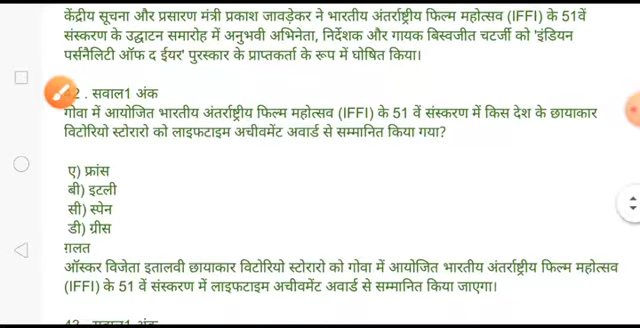 केंद्रीय सूचना और प्रसारण मंत्री प्रकाश जावड़ेकर ने भारतीय अंतर्राष्ट्रीय फिल्म महोत्सव (IFFI) के 51वें
संस्करण के उद्घाटन समारोह में अनुभवी अभिनेता, निर्देशक और गायक बिस्वजीत चटर्जी को 'इंडियन
पर्सनैलिटी ऑफ द ईयर' पुरस्कार के प्राप्तकर्ता के रूप में घोषित किया।
2 . सवाल1 अंक
गोवा में आयोजित भारतीय अंतर्राष्ट्रीय फिल्म महोत्सव (IFFI) के 51 वें संस्करण में किस देश के छायाकार
विटोरियो स्टोरारो को लाइफटाइम अचीवमेंट अवार्ड से सम्मानित किया गया?
ए) फ्रांस
बी) इटली
सी) स्पेन
डी) ग्रीस
ग़लत
ऑस्कर विजेता इतालवी छायाकार विटोरियो स्टोरारो को गोवा में आयोजित भारतीय अंतर्राष्ट्रीय फिल्म महोत्सव
(IFFI) के 51 वें संस्करण में लाइफटाइम अचीवमेंट अवार्ड से सम्मानित किया जाएगा।